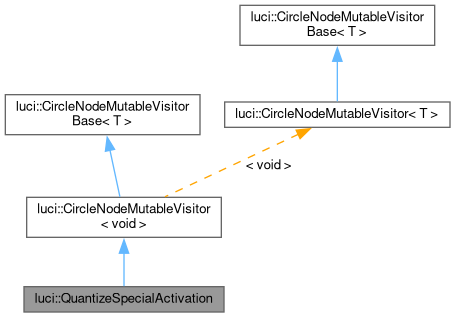 luci::CircleNodeMutableVisitor
Base< T >
luci::CircleNodeMutableVisitor
Base< T >
luci::CircleNodeMutableVisitor< T >
< void >
luci::CircleNodeMutableVisitor
< void >
luci::QuantizeSpecialActivation